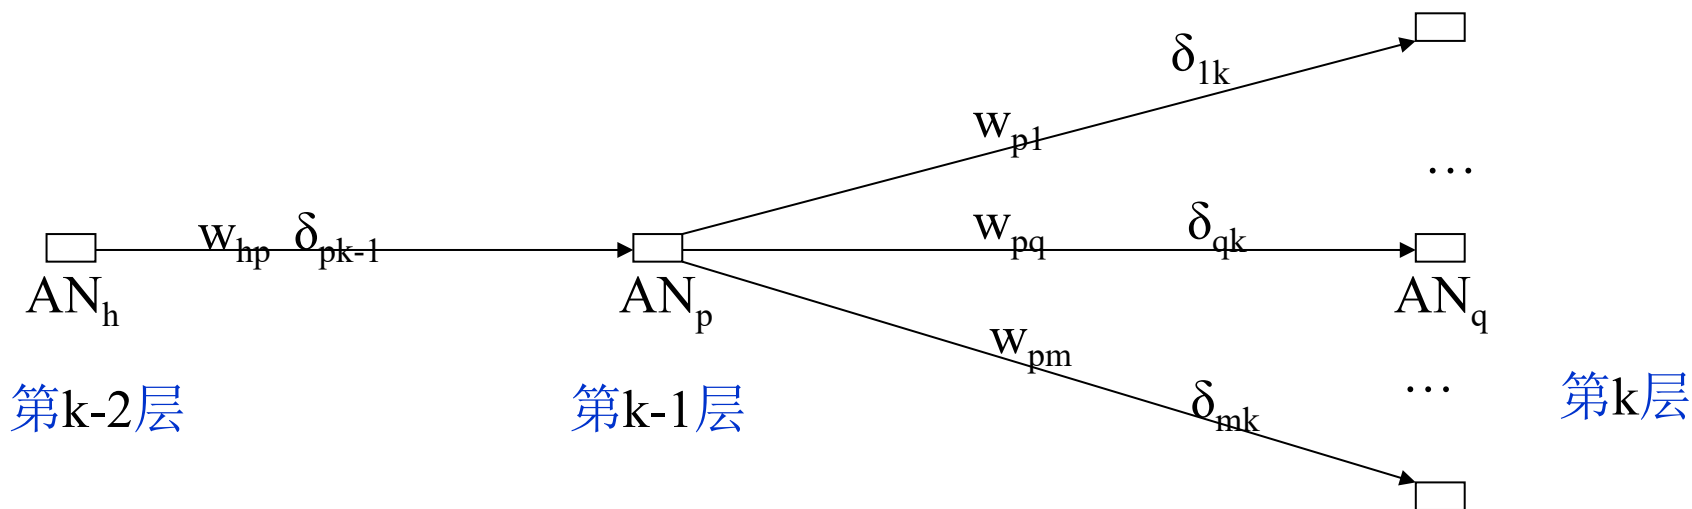 δ1k
wp1
…
whp δpk-1
wpq
δqk
ANh
ANp
ANq
wpm
…
δmk
第k-2层
第k-1层
第k层